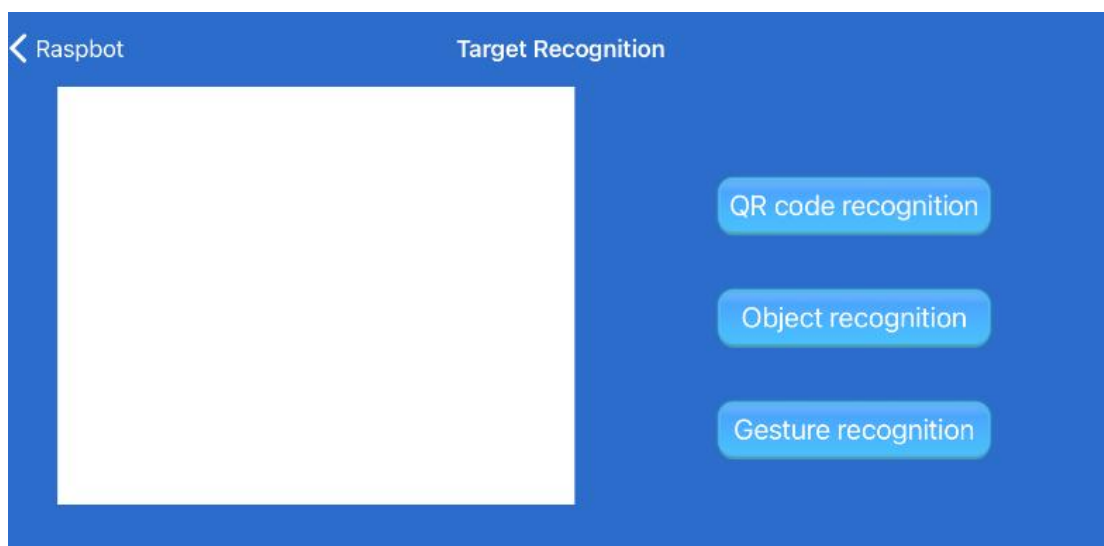 Raspbot
Target Recognition
QR code recognition
Object recognition
Gesture recognition